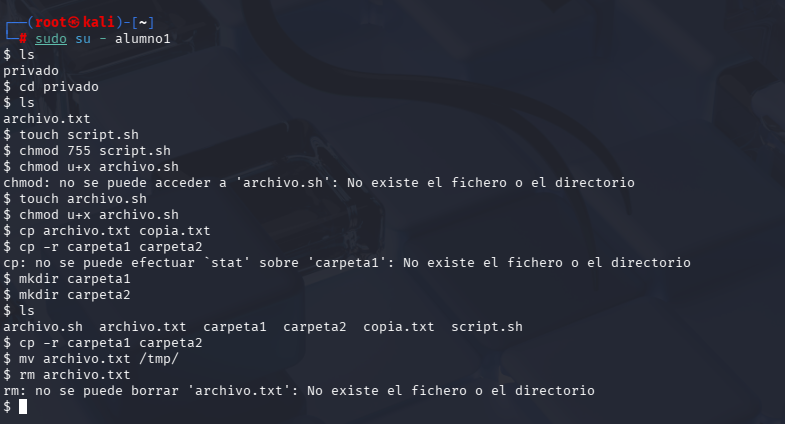 ┌──(root㉿kali)-[~]
└─# sudo su - alumno1
$ ls
privado
$ cd privado
$ ls
archivo.txt
$ touch script.sh
$ chmod 755 script.sh
$ chmod u+x archivo.sh
chmod: no se puede acceder a 'archivo.sh': No existe el fichero o el directorio
$ touch archivo.sh
$ chmod u+x archivo.sh
$ cp archivo.txt copia.txt
$ cp -r carpeta1 carpeta2
cp: no se puede efectuar `stat' sobre 'carpeta1': No existe el fichero o el directorio
$ mkdir carpeta1
$ mkdir carpeta2
$ ls
archivo.sh  archivo.txt  carpeta1  carpeta2  copia.txt  script.sh
$ cp -r carpeta1 carpeta2
$ mv archivo.txt /tmp/
$ rm archivo.txt
rm: no se puede borrar 'archivo.txt': No existe el fichero o el directorio
$